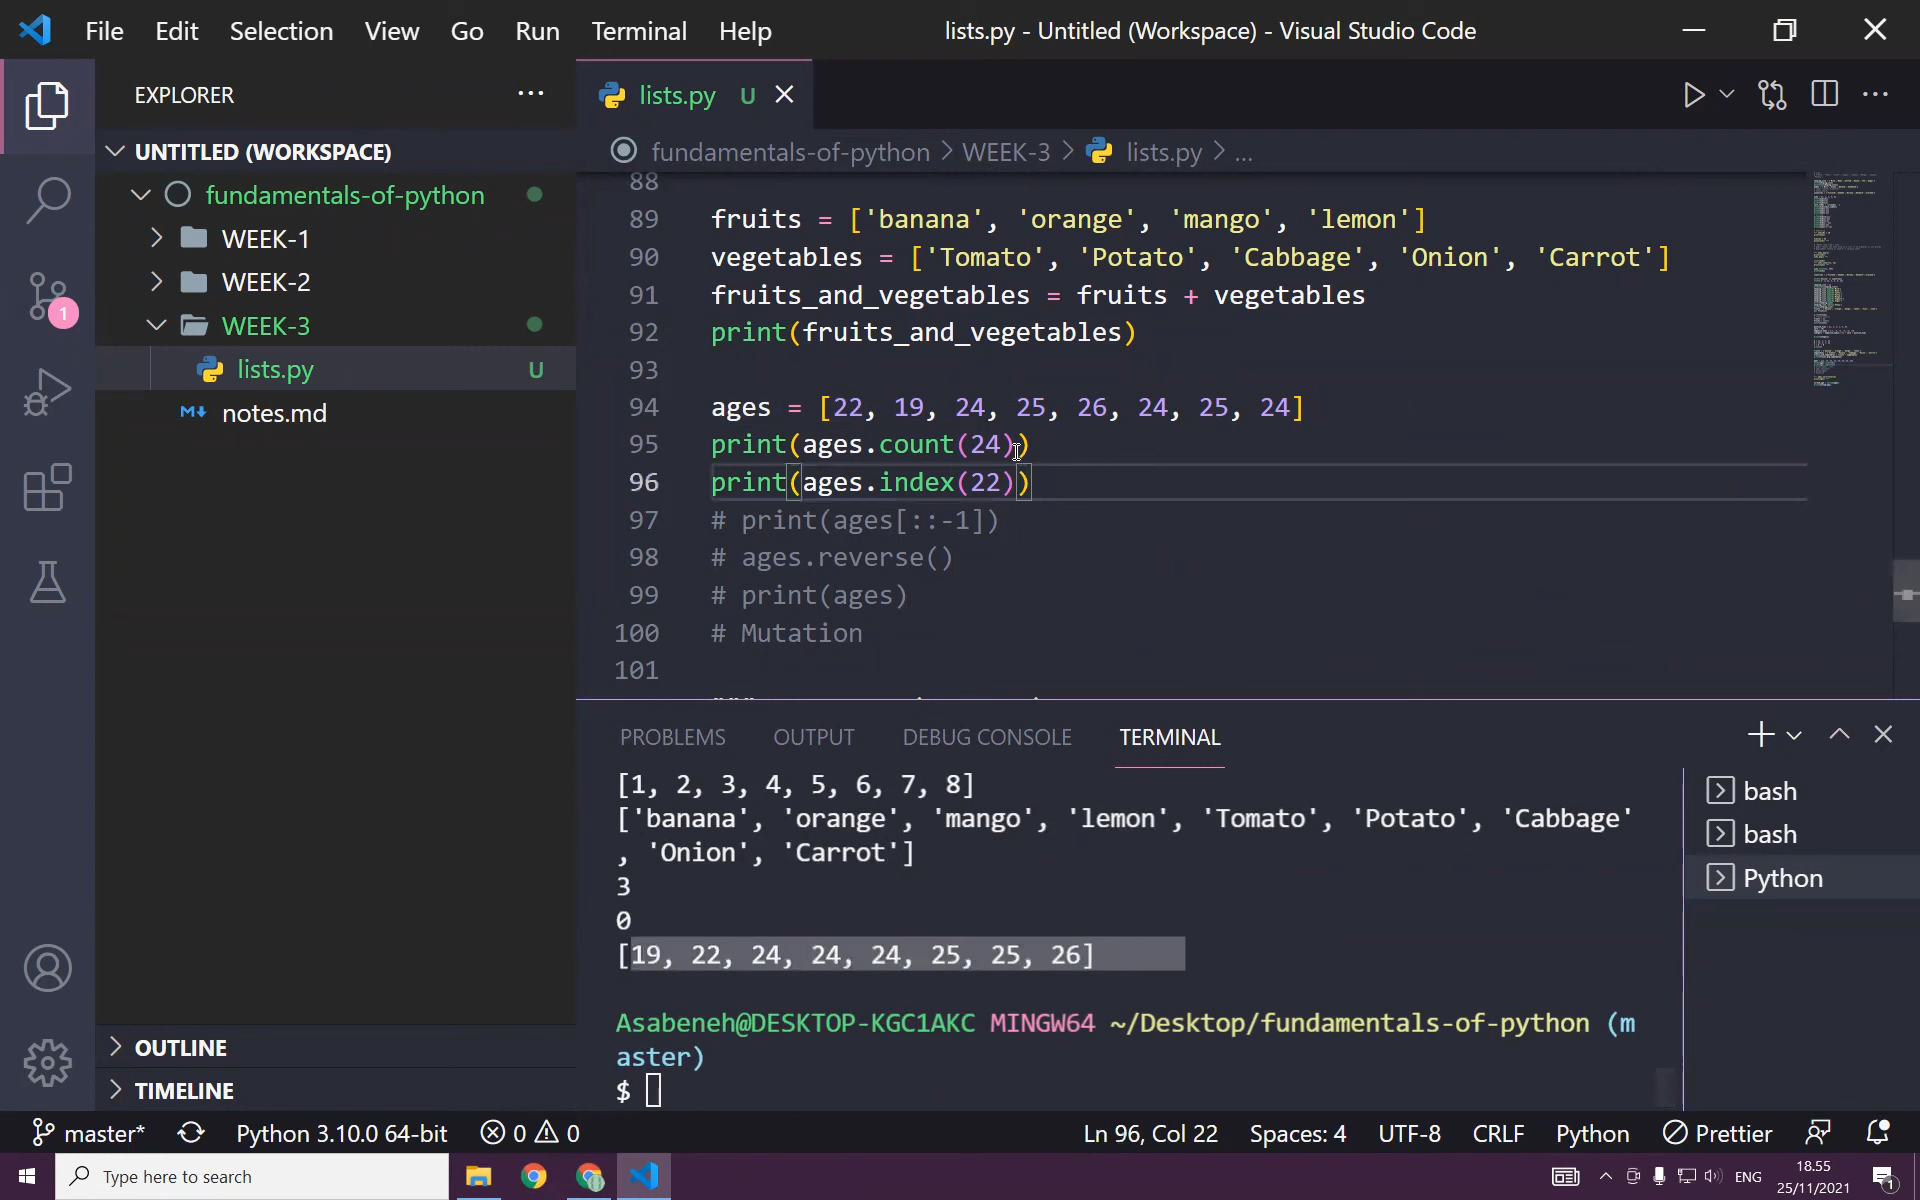 File Edit Selection View Go Run Terminal Help
lists.py - Untitled (Workspace) - Visual Studio Code
EXPLORER
UNTITLED (WORKSPACE)
fundamentals-of-python
WEEK-1
WEEK-2
WEEK-3
lists.py U
notes.md
OUTLINE
TIMELINE
1
lists.py U
fundamentals-of-python > WEEK-3 > lists.py > ...
88
89 fruits = ['banana', 'orange', 'mango', 'lemon']
90 vegetables = ['Tomato', 'Potato', 'Cabbage', 'Onion', 'Carrot']
91 fruits_and_vegetables = fruits + vegetables
92 print(fruits_and_vegetables)
93
94 ages = [22, 19, 24, 25, 26, 24, 25, 24]
95 print(ages.count(24))
96 print(ages.index(22))
97 # print(ages[::-1])
98 # ages.reverse()
99 # print(ages)
100 # Mutation
101
PROBLEMS OUTPUT DEBUG CONSOLE TERMINAL
[1, 2, 3, 4, 5, 6, 7, 8]
['banana', 'orange', 'mango', 'lemon', 'Tomato', 'Potato', 'Cabbage'
, 'Onion', 'Carrot']
3
0
[19, 22, 24, 24, 24, 25, 25, 26]
Asabeneh@DESKTOP-KGC1AKC MINGW64 ~/Desktop/fundamentals-of-python (m
aster)
$
bash
bash
Python
master* Python 3.10.0 64-bit 0 0 Ln 96, Col 22 Spaces: 4 UTF-8 CRLF Python Prettier
Type here to search
ENG
18.55
25/11/2021
1